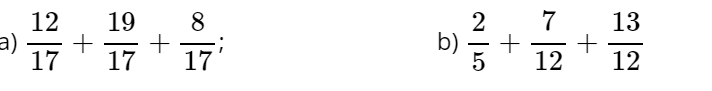 a) 12/17 + 19/17 + 8/17; b) 2/5 + 7/12 + 13/12